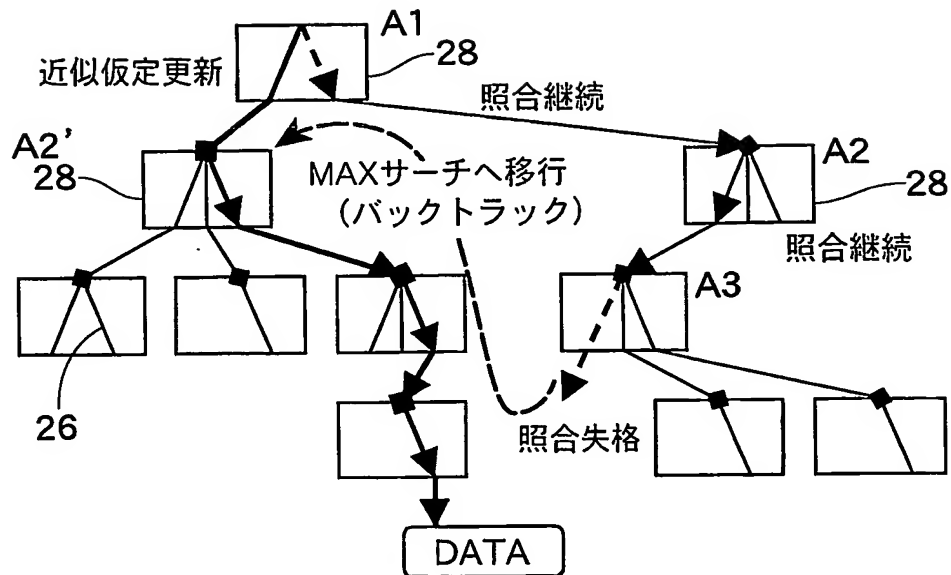 A1
28
近似仮定更新
照合継続
A2'
28
MAXサーチへ移行
（バックトラック）
A2
28
照合継続
A3
26
照合失格
DATA